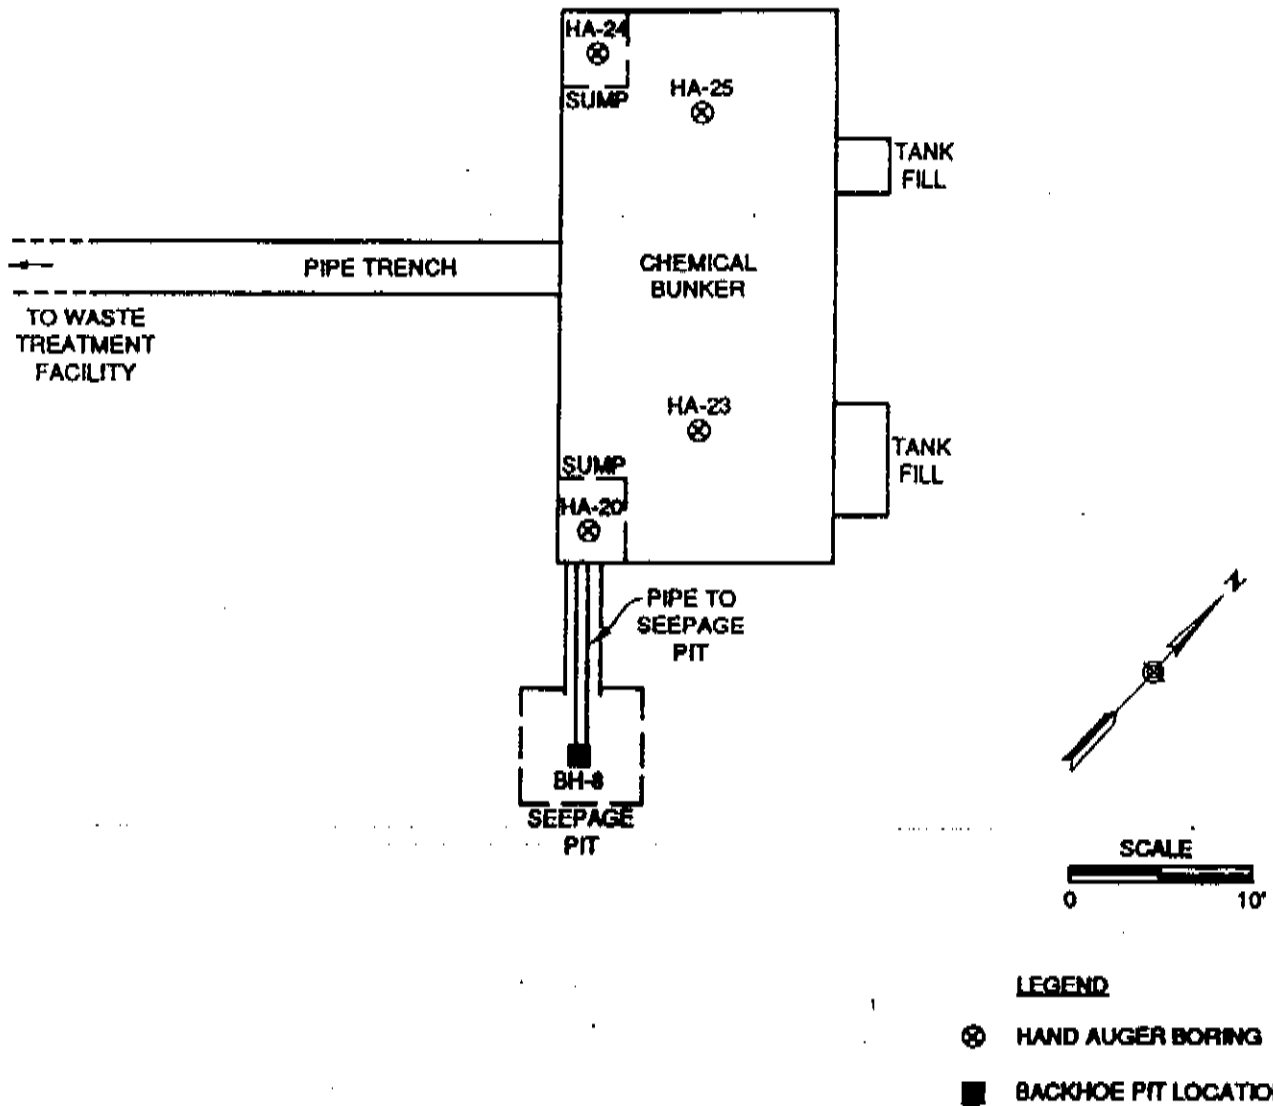 HA-24
SUMP
HA-25
TANK
FILL
PIPE TRENCH
CHEMICAL
BUNKER
TO WASTE
TREATMENT
FACILITY
HA-23
SUMP
HA-20
TANK
FILL
PIPE TO
SEEPAGE
PIT
BH-8
SEEPAGE
PIT
N
SCALE
0 10'
LEGEND
HAND AUGER BORING
BACKHOE PIT LOCATIO